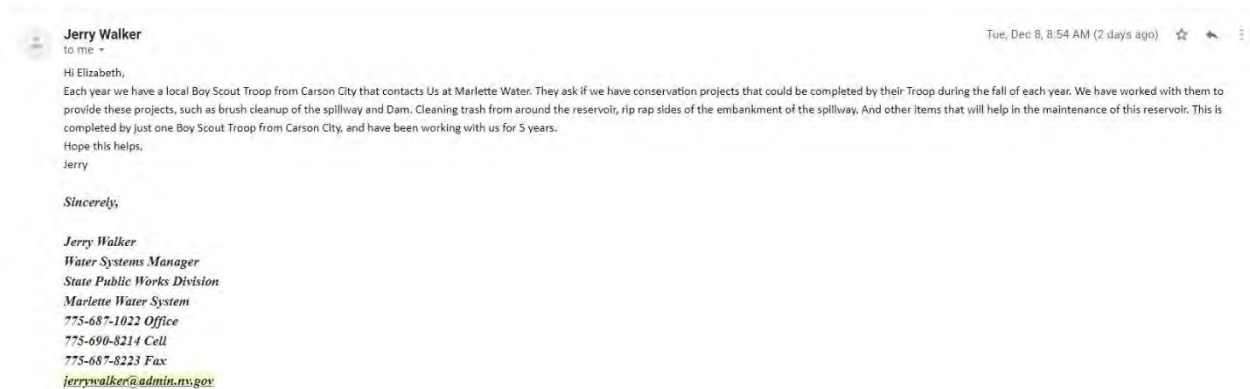 Jerry Walker
Tue, Dec 8, 8:54 AM (2 days ago)
to me
Hi Elizabeth,
Each year we have a local Boy Scout Troop from Carson City that contacts Us at Marlette Water. They ask if we have conservation projects that could be completed by their Troop during the fall of each year. We have worked with them to
provide these projects, such as brush cleanup of the spillway and Dam. Cleaning trash from around the reservoir, rip rap sides of the embankment of the spillway. And other items that will help in the maintenance of this reservoir. This is
completed by just one Boy Scout Troop from Carson City, and have been working with us for 5 years.
Hope this helps,
Jerry
Sincerely,
Jerry Walker
Water Systems Manager
State Public Works Division
Marlette Water System
775-687-1022 Office
775-690-8214 Cell
775-687-8223 Fax
jerrywalker@admin.nv.gov